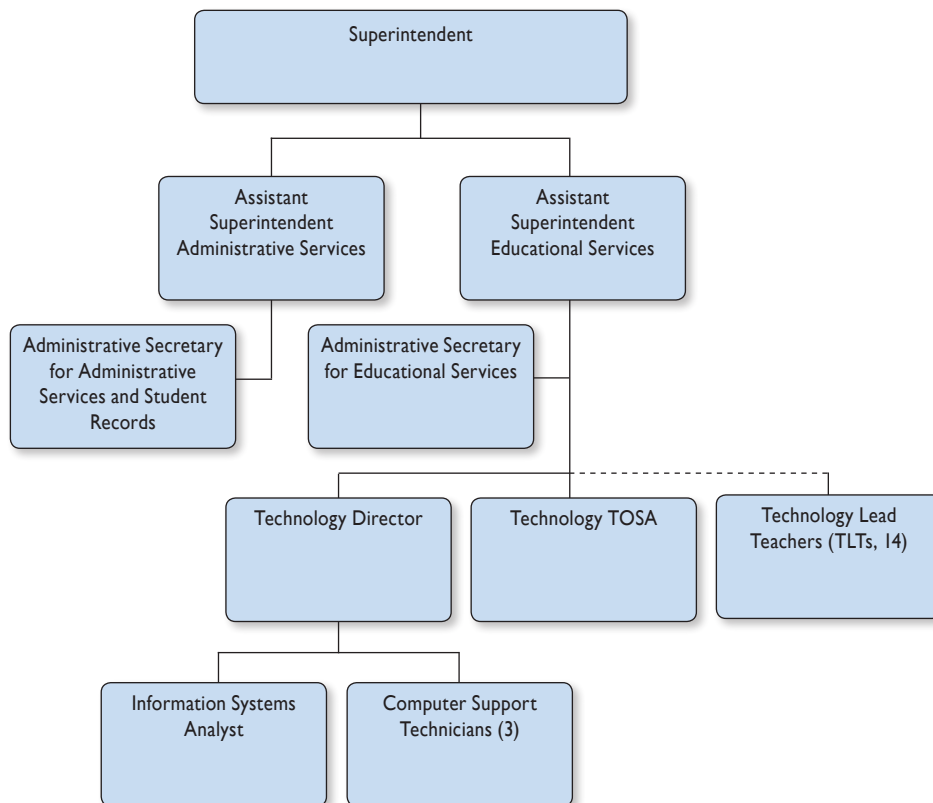 Superintendent
Assistant
Superintendent
Administrative Services
Assistant
Superintendent
Educational Services
Administrative Secretary
for Administrative
Services and Student
Records
Administrative Secretary
for Educational Services
Technology Director
Technology TOSA
Technology Lead
Teachers (TLTs, 14)
Information Systems
Analyst
Computer Support
Technicians (3)